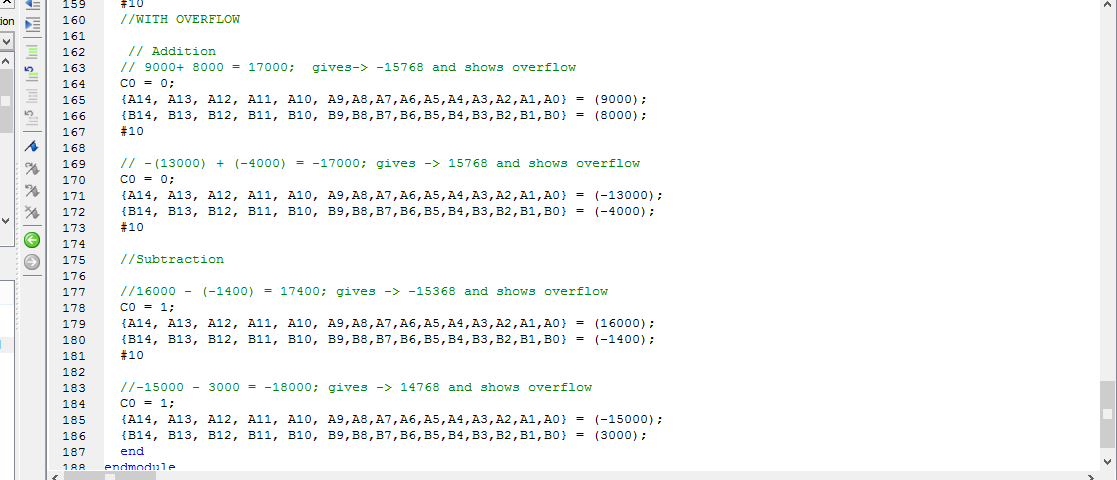 ion
159 #10
160 //WITH OVERFLOW
161
162 // Addition
163 // 9000+ 8000 = 17000;  gives-> -15768 and shows overflow
164 C0 = 0;
165 {A14, A13, A12, A11, A10, A9,A8,A7,A6,A5,A4,A3,A2,A1,A0} = (9000);
166 {B14, B13, B12, B11, B10, B9,B8,B7,B6,B5,B4,B3,B2,B1,B0} = (8000);
167 #10
168
169 // -(13000) + (-4000) = -17000; gives -> 15768 and shows overflow
170 C0 = 0;
171 {A14, A13, A12, A11, A10, A9,A8,A7,A6,A5,A4,A3,A2,A1,A0} = (-13000);
172 {B14, B13, B12, B11, B10, B9,B8,B7,B6,B5,B4,B3,B2,B1,B0} = (-4000);
173 #10
174
175 //Subtraction
176
177 //16000 - (-1400) = 17400; gives -> -15368 and shows overflow
178 C0 = 1;
179 {A14, A13, A12, A11, A10, A9,A8,A7,A6,A5,A4,A3,A2,A1,A0} = (16000);
180 {B14, B13, B12, B11, B10, B9,B8,B7,B6,B5,B4,B3,B2,B1,B0} = (-1400);
181 #10
182
183 //-15000 - 3000 = -18000; gives -> 14768 and shows overflow
184 C0 = 1;
185 {A14, A13, A12, A11, A10, A9,A8,A7,A6,A5,A4,A3,A2,A1,A0} = (-15000);
186 {B14, B13, B12, B11, B10, B9,B8,B7,B6,B5,B4,B3,B2,B1,B0} = (3000);
187 end
188 endmodule